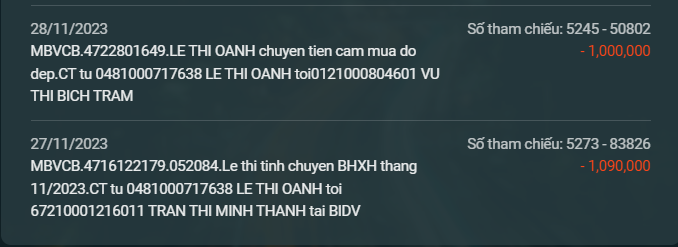 28/11/2023 Số tham chiếu: 5245 - 50802
MBVCB.4722801649.LE THI OANH chuyen tien cam mua do - 1,000,000
dep.CT tu 0481000717638 LE THI OANH toi0121000804601 VU
THI BICH TRAM
27/11/2023 Số tham chiếu: 5273 - 83826
MBVCB.4716122179.052084.Le thi tinh chuyen BHXH thang - 1,090,000
11/2023.CT tu 0481000717638 LE THI OANH toi
67210001216011 TRAN THI MINH THANH tai BIDV